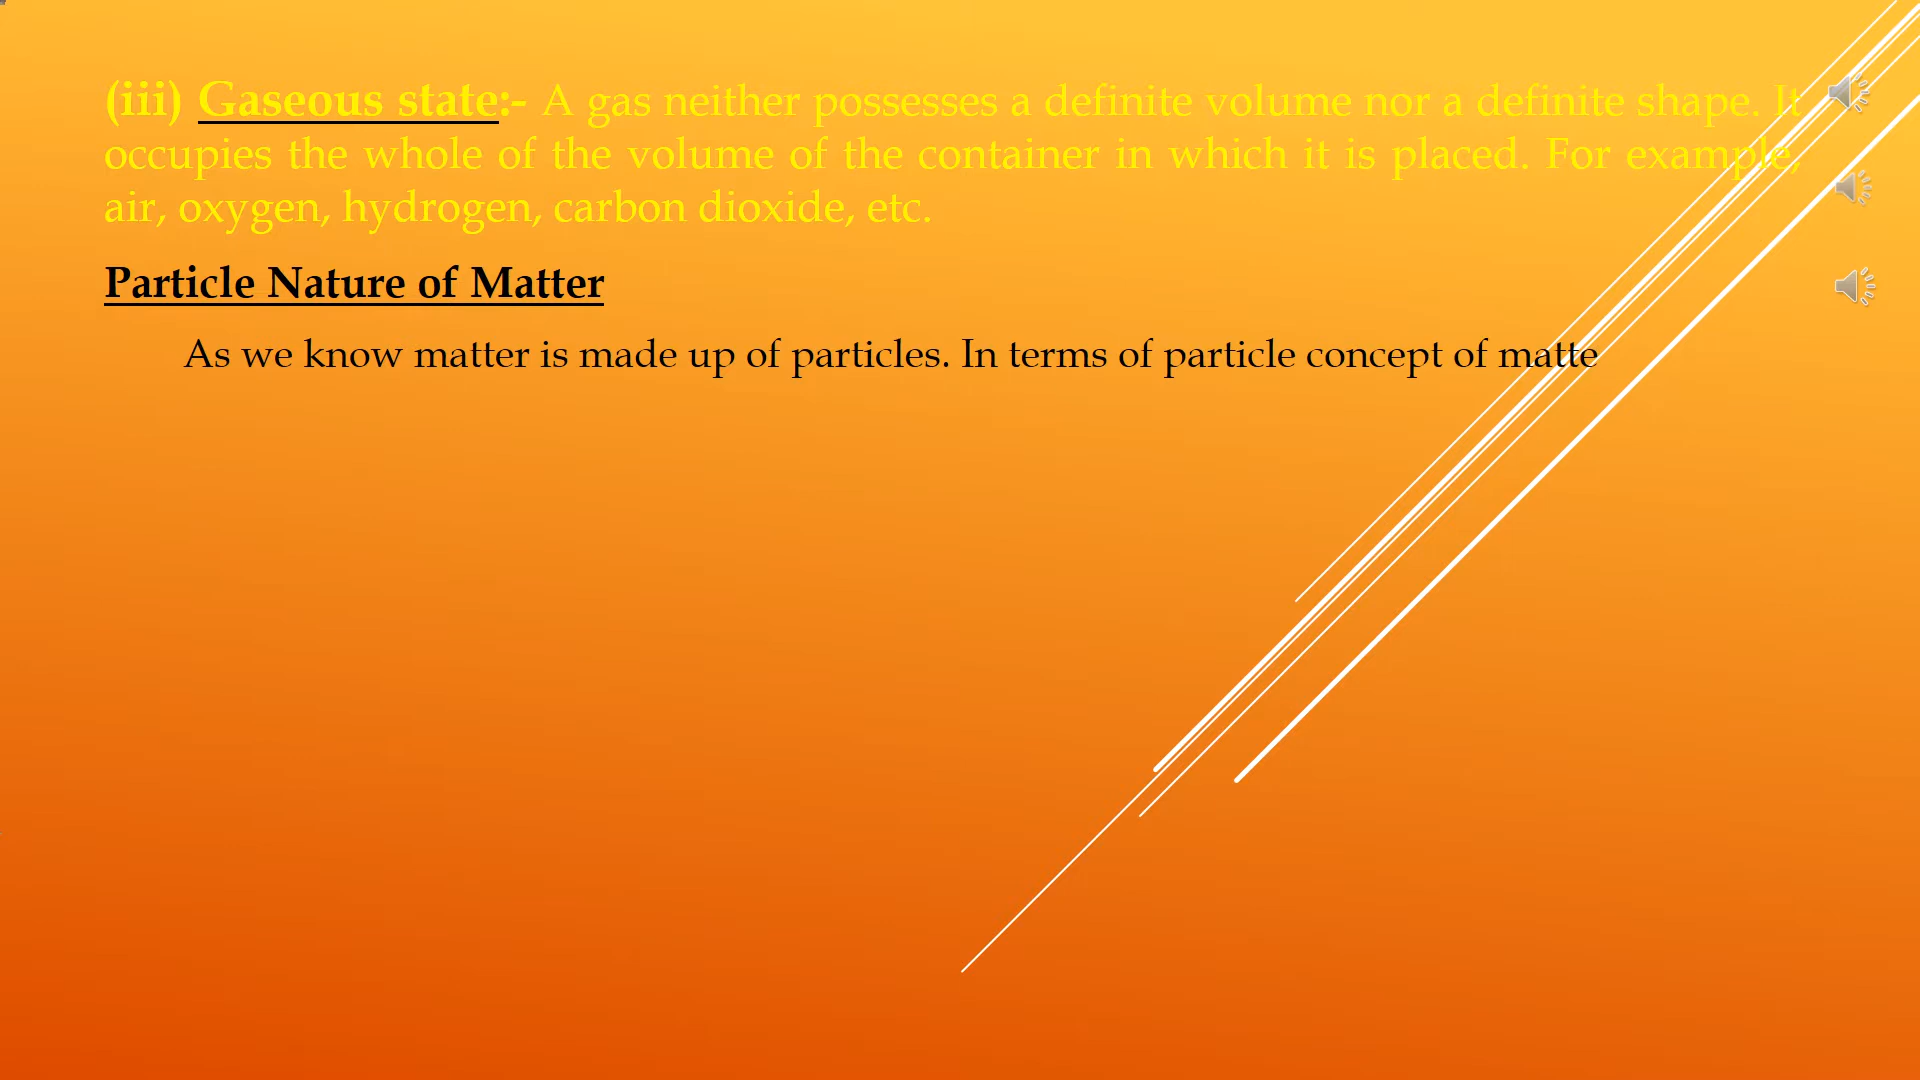 (iii) Gaseous state:- A gas neither possesses a definite volume nor a definite shape. It
occupies the whole of the volume of the container in which it is placed. For example,
air, oxygen, hydrogen, carbon dioxide, etc.
Particle Nature of Matter
As we know matter is made up of particles. In terms of particle concept of matte